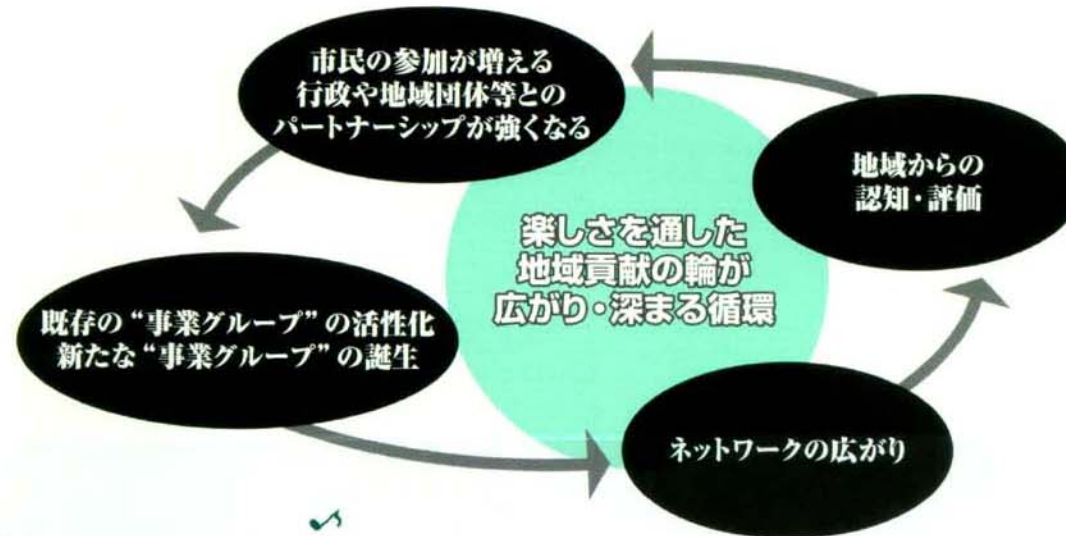 市民の参加が増える
行政や地域団体等との
パートナーシップが強くなる
地域からの
認知・評価
楽しさを通した
地域貢献の輪が
広がり・深まる循環
既存の“事業グループ”の活性化
新たな“事業グループ”の誕生
ネットワークの広がり